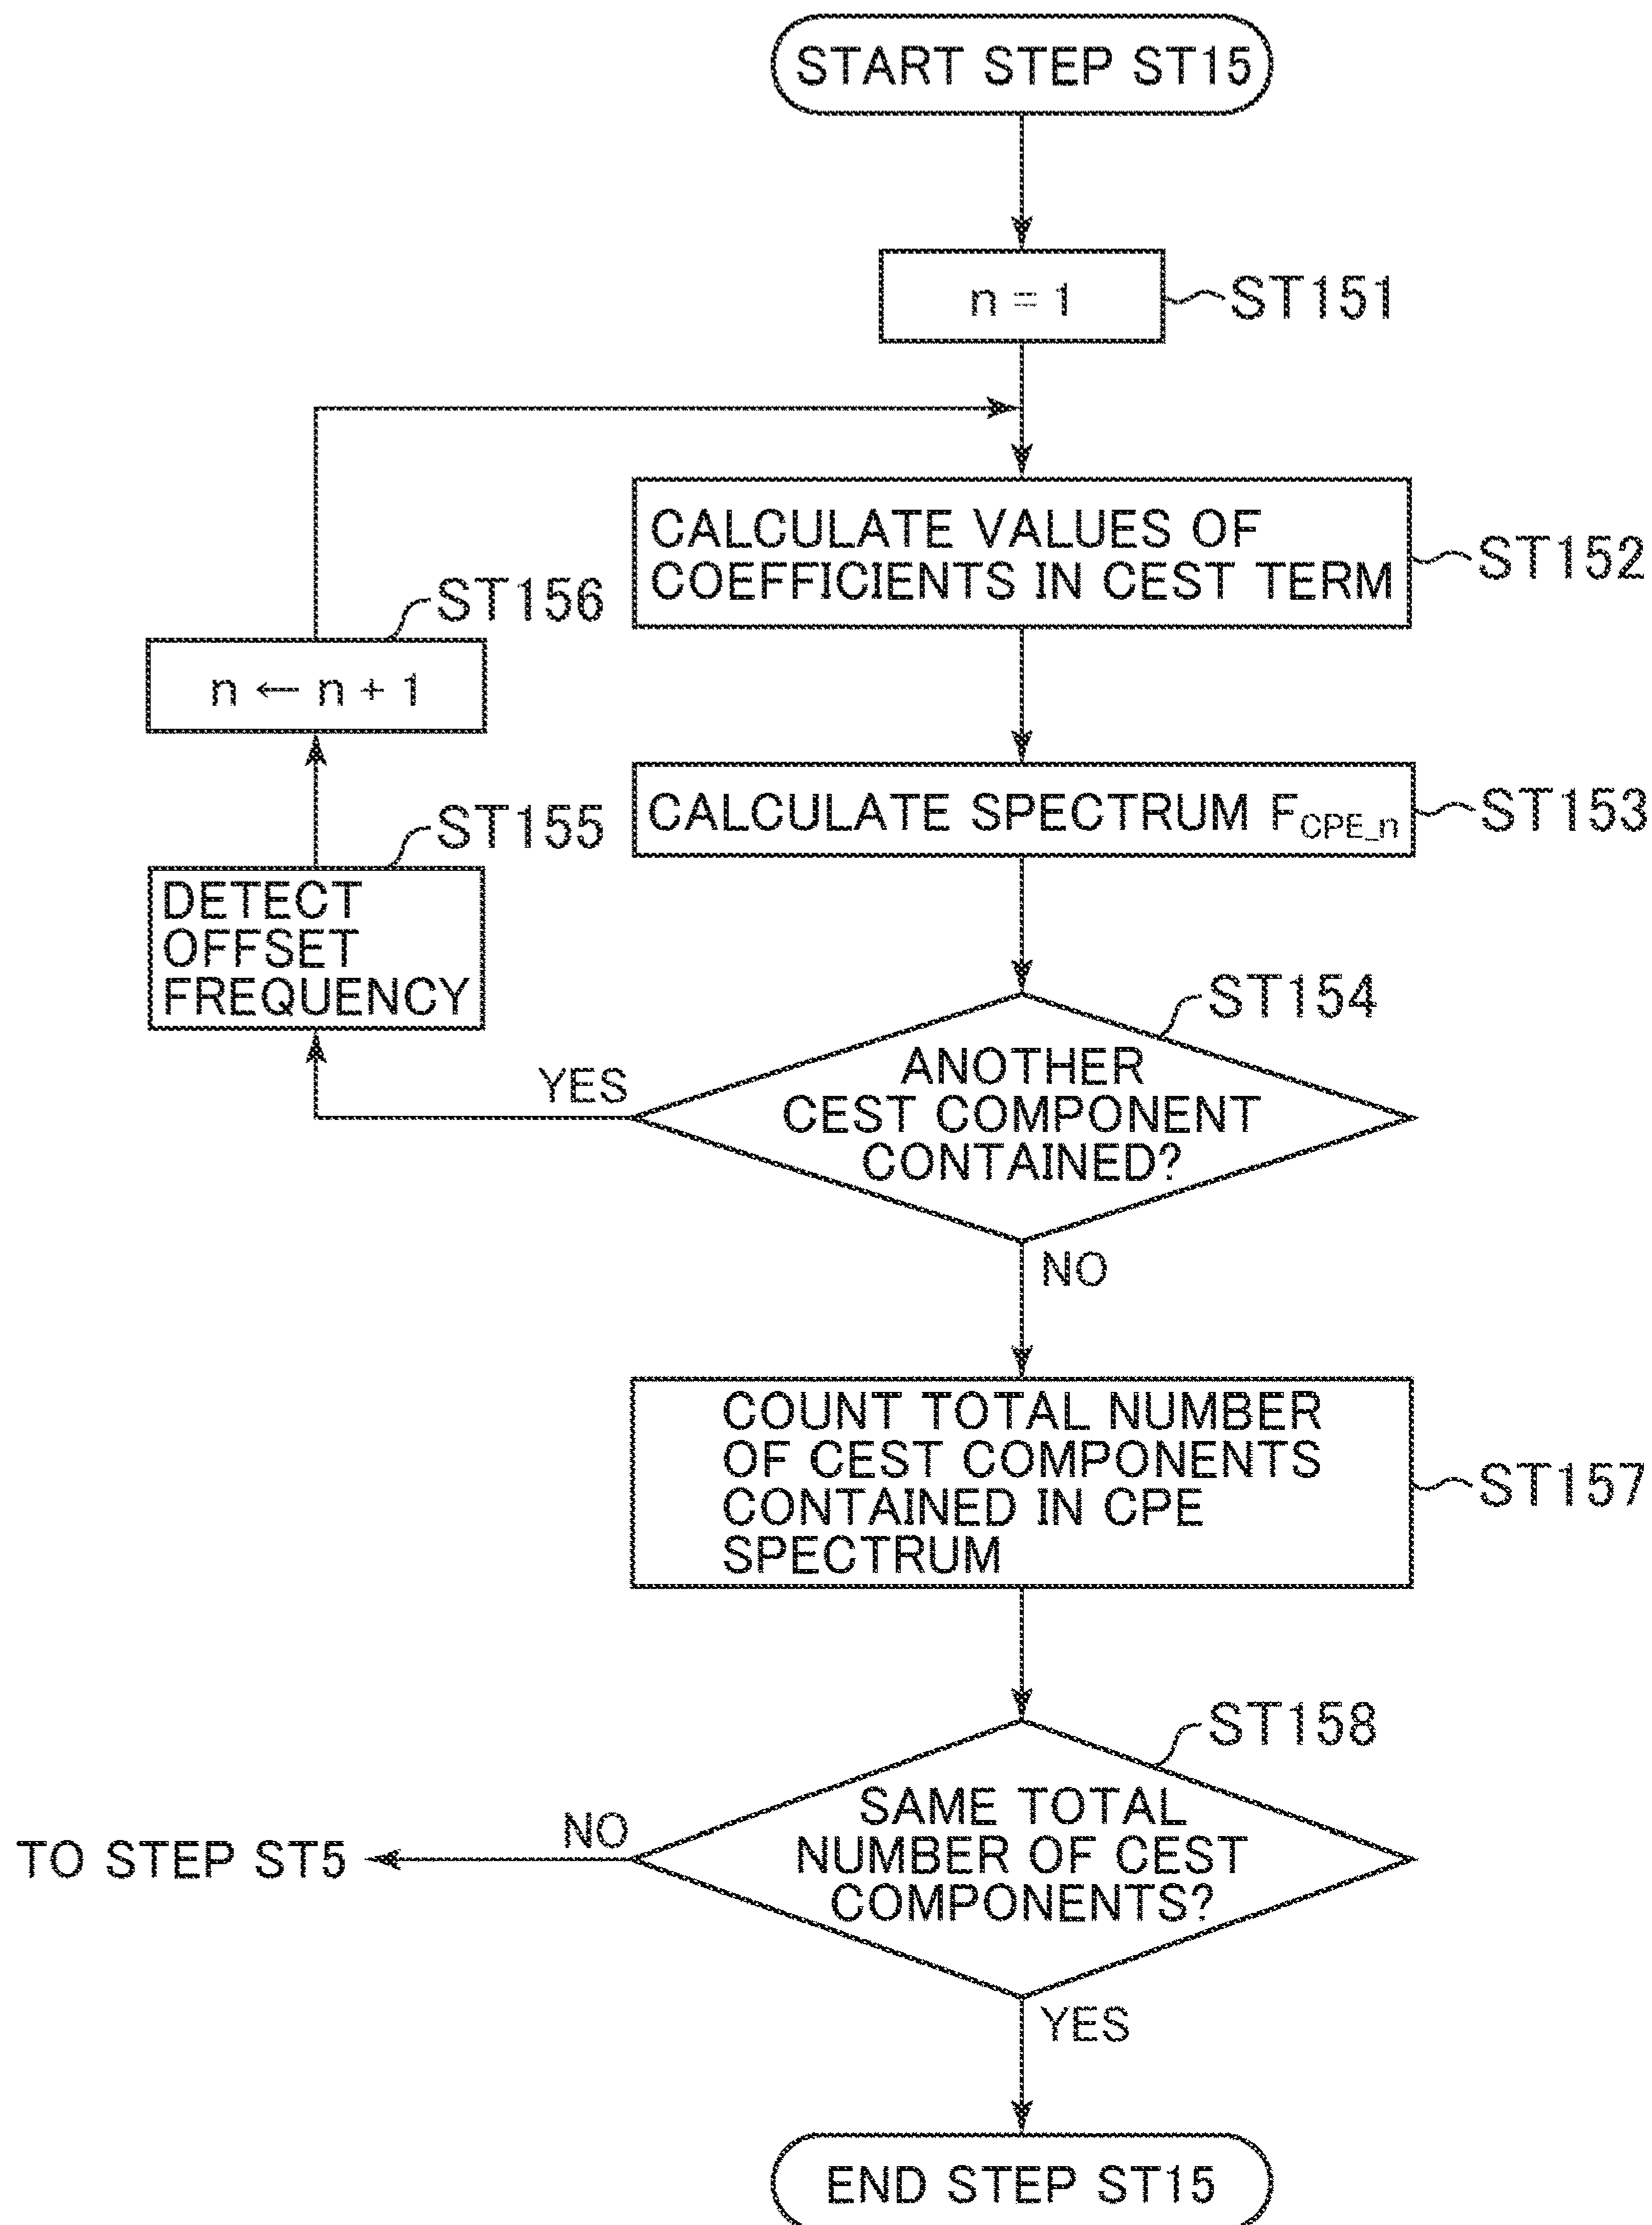 START STEP ST15
n = 1
ST151
CALCULATE VALUES OF
COEFFICIENTS IN CEST TERM
ST152
ST156
n ← n + 1
CALCULATE SPECTRUM F_CPE_n
ST153
ST155
DETECT
OFFSET
FREQUENCY
ST154
ANOTHER
CEST COMPONENT
CONTAINED?
YES
NO
COUNT TOTAL NUMBER
OF CEST COMPONENTS
CONTAINED IN CPE
SPECTRUM
ST157
ST158
SAME TOTAL
NUMBER OF CEST
COMPONENTS?
NO
TO STEP ST5
YES
END STEP ST15